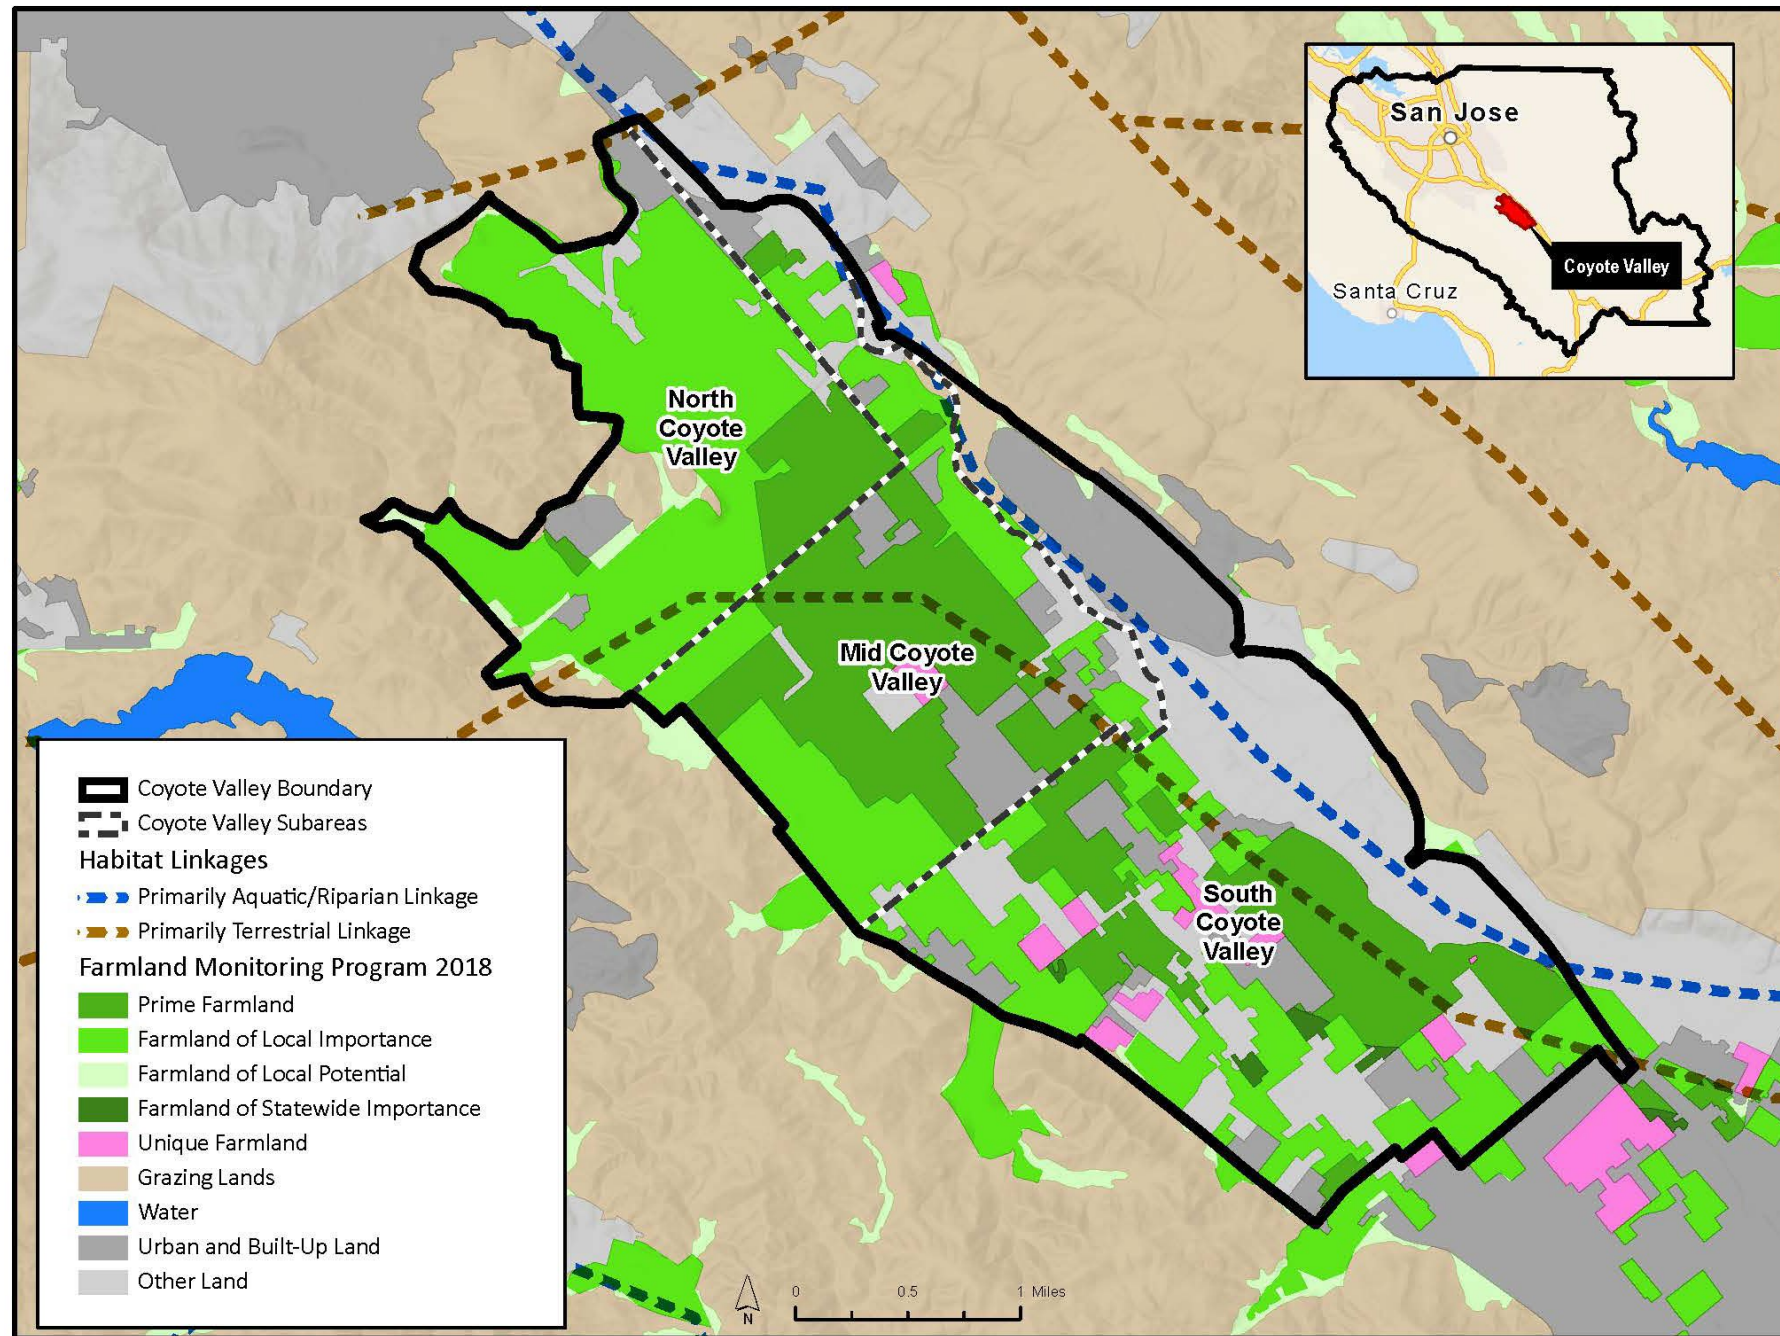 San Jose
Coyote Valley
Santa Cruz
North
Coyote
Valley
Mid Coyote
Valley
South
Coyote
Valley
Coyote Valley Boundary
Coyote Valley Subareas
Habitat Linkages
Primarily Aquatic/Riparian Linkage
Primarily Terrestrial Linkage
Farmland Monitoring Program 2018
Prime Farmland
Farmland of Local Importance
Farmland of Local Potential
Farmland of Statewide Importance
Unique Farmland
Grazing Lands
Water
Urban and Built-Up Land
Other Land
N
0 0.5 1 Miles